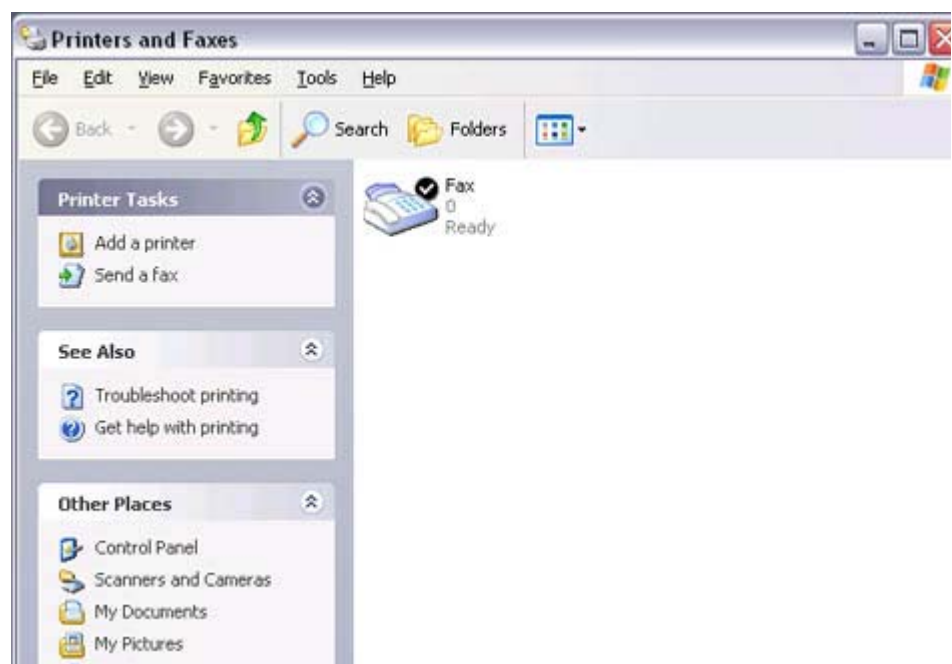 Printers and Faxes
File Edit View Favorites Tools Help
Back Search Folders
Printer Tasks
Add a printer
Send a fax
See Also
Troubleshoot printing
Get help with printing
Other Places
Control Panel
Scanners and Cameras
My Documents
My Pictures
Fax
0
Ready